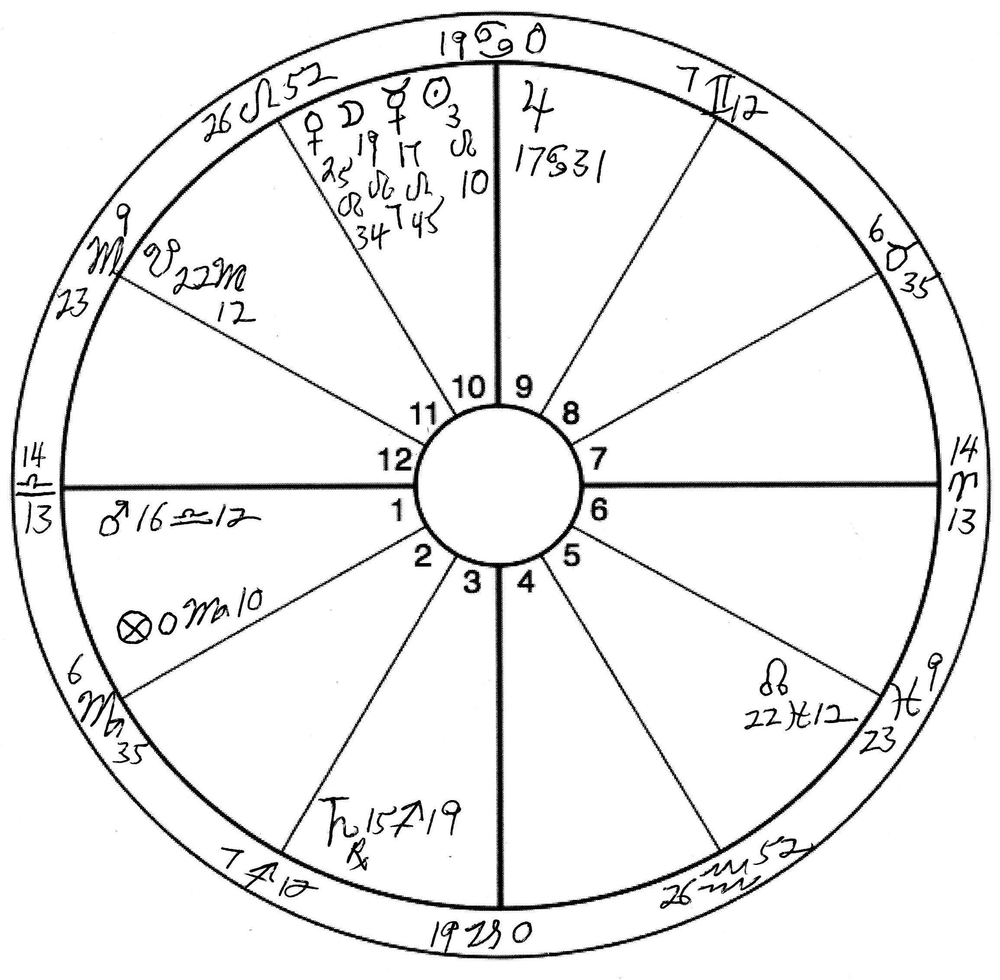 19 ♋ 0
7 ♊ 12
26 ♌ 52
♀ ☽ ☿ ☉ 3
♌
10
19
17
25
♌ ♌ ♌
34 7 45
♃
17 ♋ 31
6 ♉ 35
9
♍
23
☋ 22 ♍
12
10 9
11 8
12 7
1 6
2 5
3 4
14
♎
13
14
♈
13
♂ 16 ♎ 12
⊗ 0 ♏ 10
6
♏
35
☊
22 ♓ 12
9
♓
23
♄ 15 ♐ 19
℞
7 ♐ 12
26 ♒ 52
19 ♑ 0